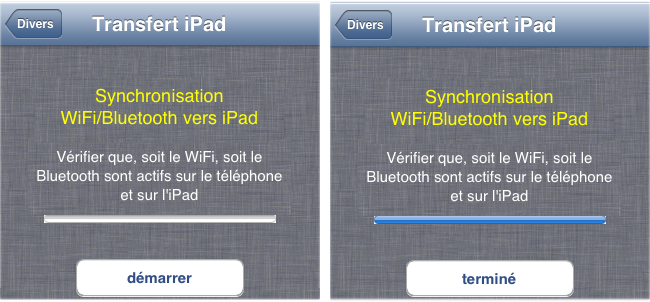 Divers
Transfert iPad
Synchronisation
WiFi/Bluetooth vers iPad
Vérifier que, soit le WiFi, soit le
Bluetooth sont actifs sur le téléphone
et sur l'iPad
démarrer
Divers
Transfert iPad
Synchronisation
WiFi/Bluetooth vers iPad
Vérifier que, soit le WiFi, soit le
Bluetooth sont actifs sur le téléphone
et sur l'iPad
terminé